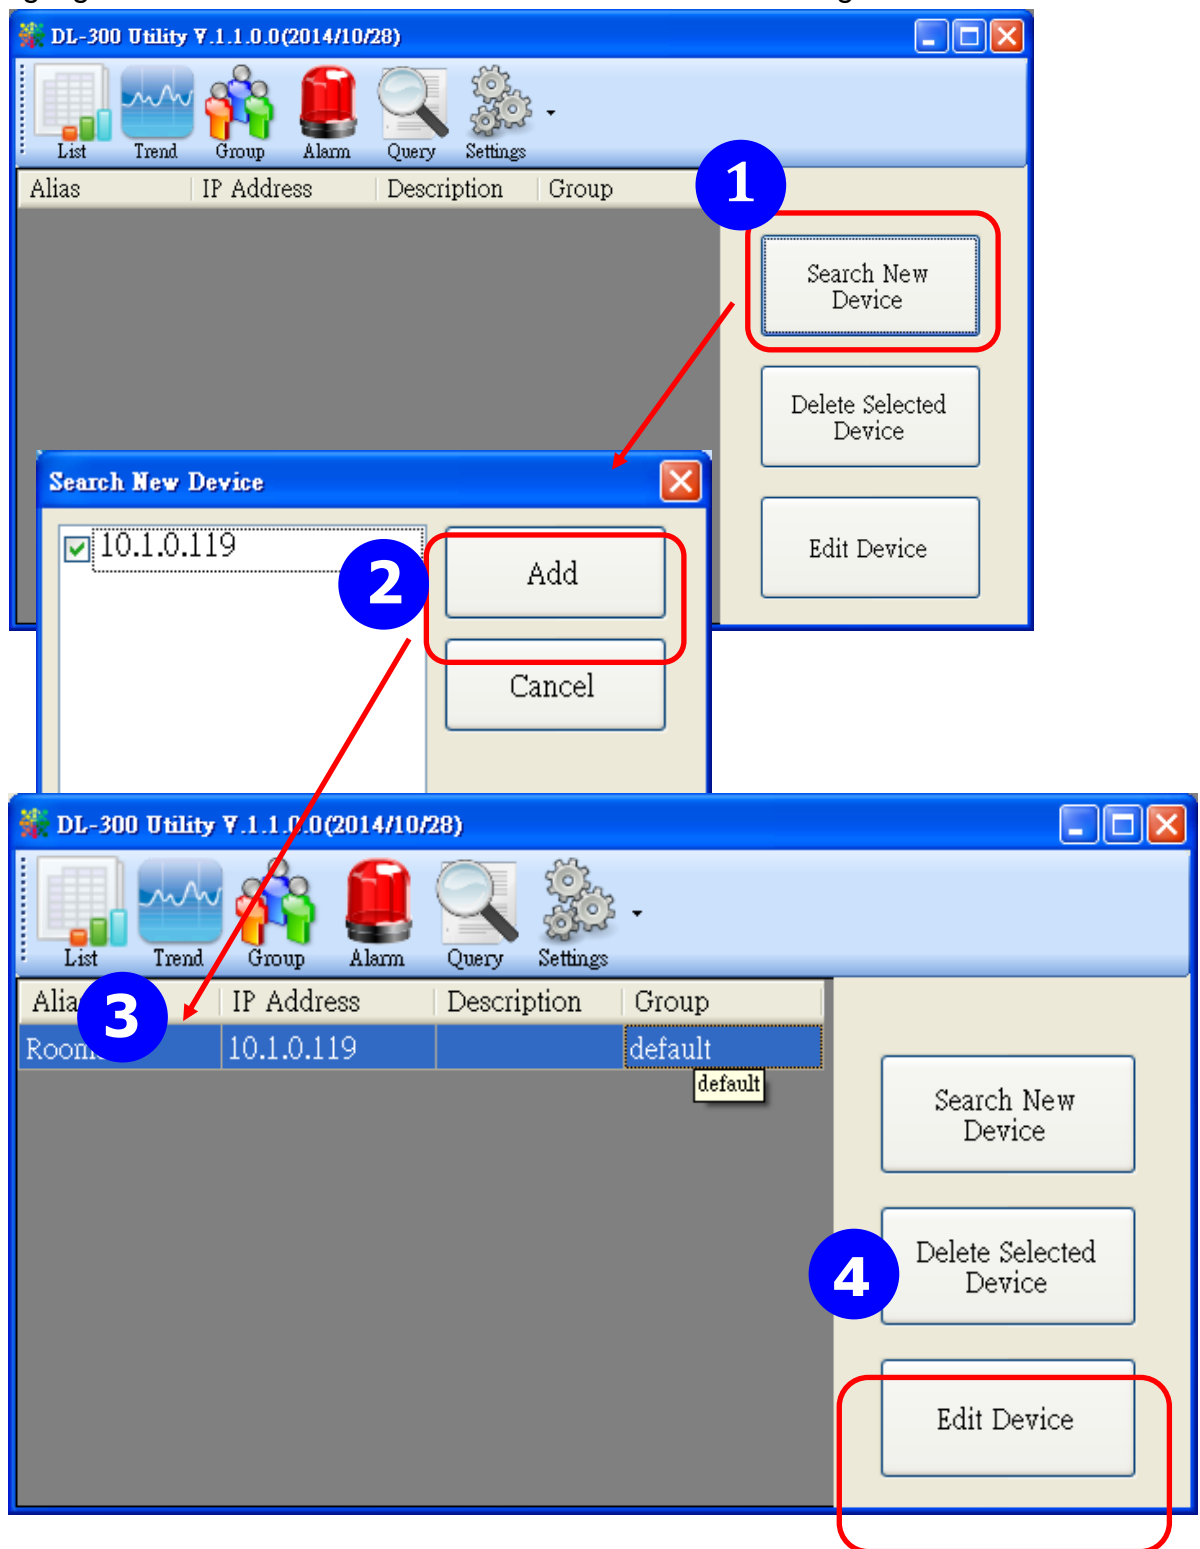 DL-300 Utility V.1.1.0.0(2014/10/28)
List Trend Group Alarm Query Settings
Alias IP Address Description Group
1
Search New
Device
Delete Selected
Device
Edit Device
Search New Device
10.1.0.119
2
Add
Cancel
DL-300 Utility V.1.1.0.0(2014/10/28)
List Trend Group Alarm Query Settings
3
IP Address Description Group
10.1.0.119 default
default
Search New
Device
4
Delete Selected
Device
Edit Device